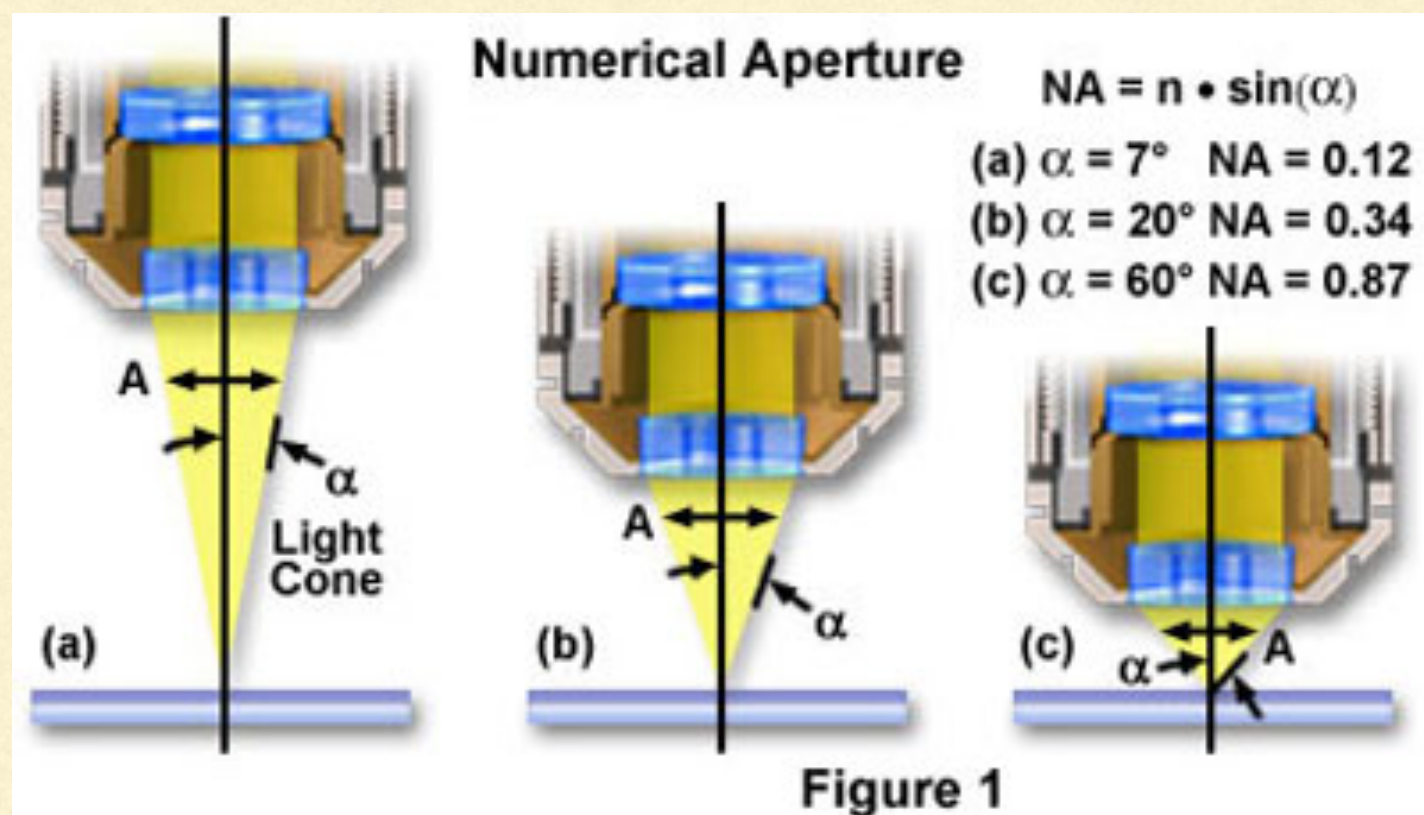 Numerical Aperture
NA = n • sin(α)
(a) α = 7° NA = 0.12
(b) α = 20° NA = 0.34
(c) α = 60° NA = 0.87
A
α
Light
Cone
(a)
A
α
(b)
A
α
(c)
Figure 1